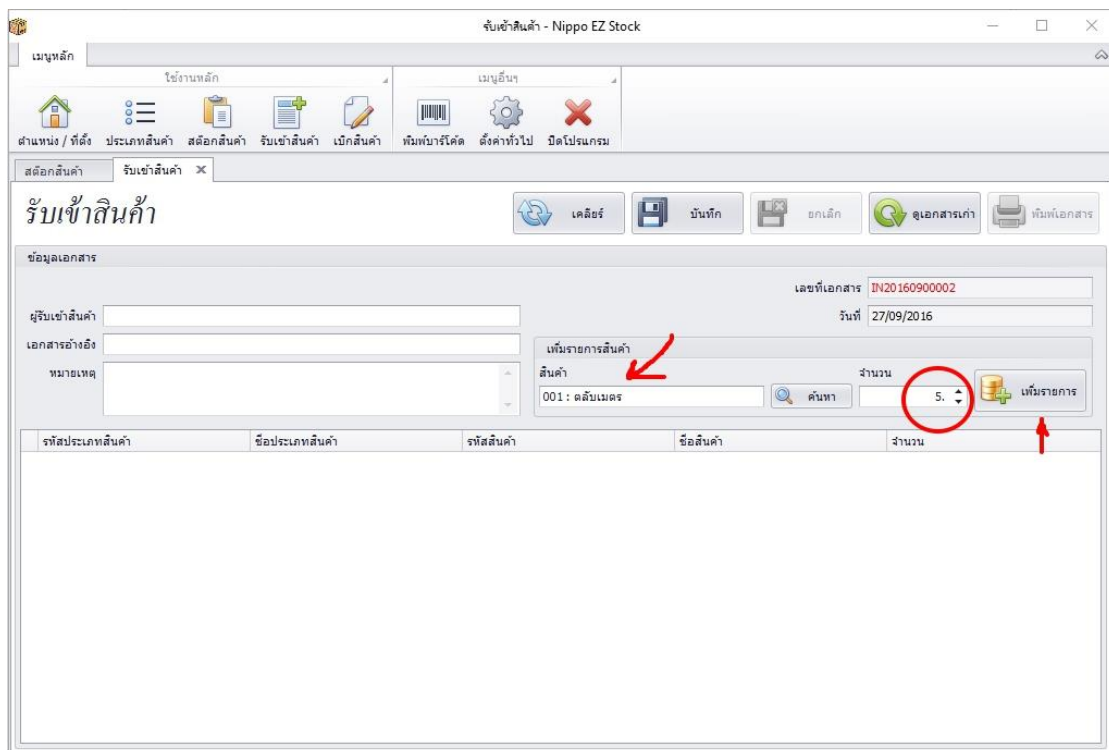 รับเข้าสินค้า - Nippo EZ Stock
เมนูหลัก
ใช้งานหลัก
เมนูอื่นๆ
ตำแหน่ง / ที่ตั้ง
ประเภทสินค้า
สต๊อกสินค้า
รับเข้าสินค้า
เบิกสินค้า
พิมพ์บาร์โค้ด
ตั้งค่าทั่วไป
ปิดโปรแกรม
สต๊อกสินค้า
รับเข้าสินค้า
รับเข้าสินค้า
เคลียร์
บันทึก
ยกเลิก
ดูเอกสารเก่า
พิมพ์เอกสาร
ข้อมูลเอกสาร
เลขที่เอกสาร IN20160900002
ผู้รับเข้าสินค้า
วันที่ 27/09/2016
เอกสารอ้างอิง
เพิ่มรายการสินค้า
หมายเหตุ
สินค้า
จำนวน
001 : ตลับเมตร
ค้นหา
5.
เพิ่มรายการ
รหัสประเภทสินค้า
ชื่อประเภทสินค้า
รหัสสินค้า
ชื่อสินค้า
จำนวน